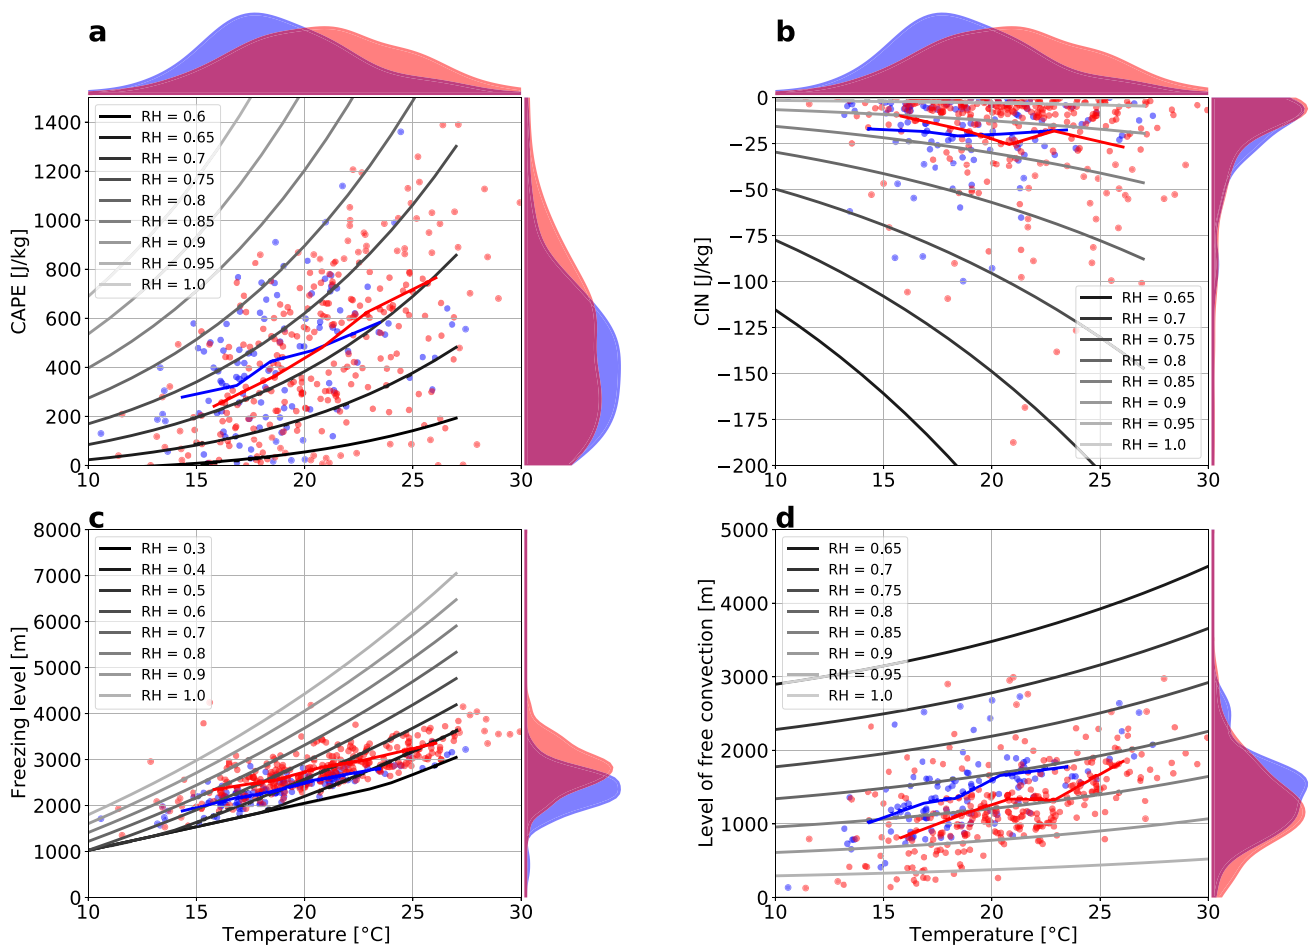 a
CAPE [J/kg]
1400
1200
1000
800
600
400
200
0
RH = 0.6
RH = 0.65
RH = 0.7
RH = 0.75
RH = 0.8
RH = 0.85
RH = 0.9
RH = 0.95
RH = 1.0
10 15 20 25 30
b
CIN [J/kg]
0
−25
−50
−75
−100
−125
−150
−175
−200
RH = 0.65
RH = 0.7
RH = 0.75
RH = 0.8
RH = 0.85
RH = 0.9
RH = 0.95
RH = 1.0
10 15 20 25 30
c
Freezing level [m]
8000
7000
6000
5000
4000
3000
2000
1000
0
RH = 0.3
RH = 0.4
RH = 0.5
RH = 0.6
RH = 0.7
RH = 0.8
RH = 0.9
RH = 1.0
10 15 20 25 30
Temperature [°C]
d
Level of free convection [m]
5000
4000
3000
2000
1000
0
RH = 0.65
RH = 0.7
RH = 0.75
RH = 0.8
RH = 0.85
RH = 0.9
RH = 0.95
RH = 1.0
10 15 20 25 30
Temperature [°C]